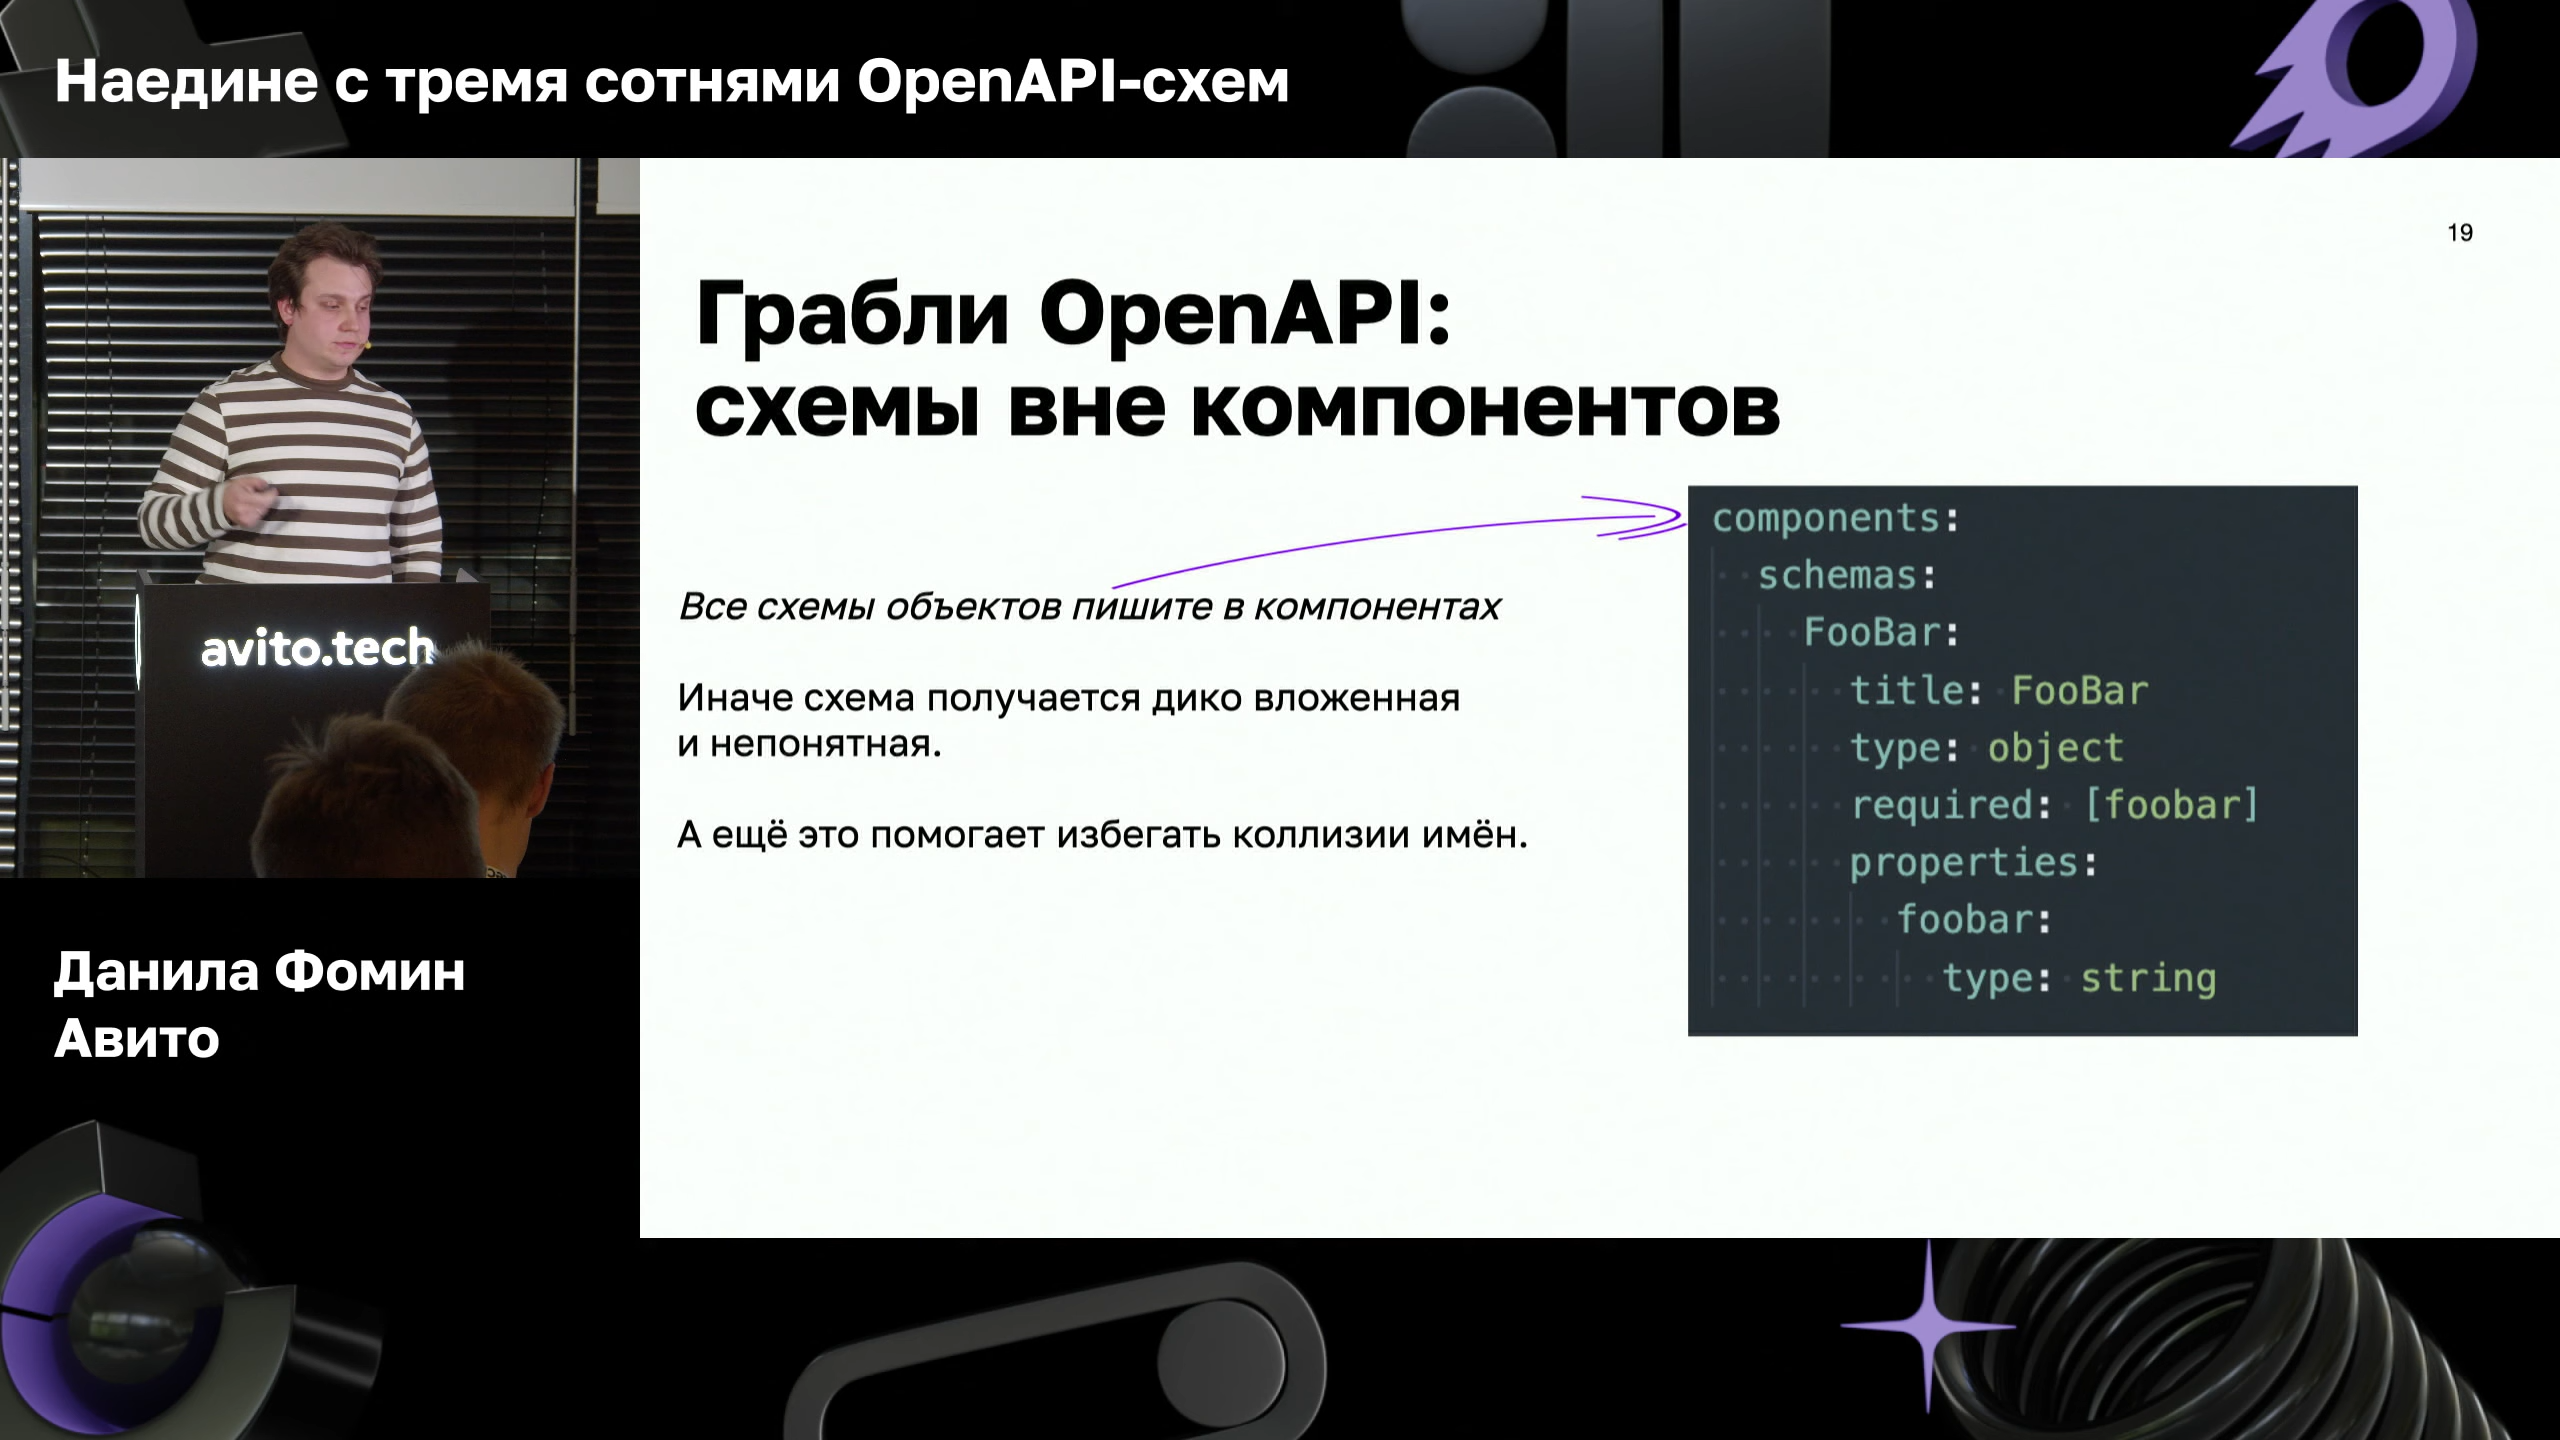 Наедине с тремя сотнями OpenAPI-схем
19
Грабли OpenAPI:
схемы вне компонентов
Все схемы объектов пишите в компонентах
Иначе схема получается дико вложенная
и непонятная.
А ещё это помогает избегать коллизии имён.
components:
schemas:
FooBar:
title: FooBar
type: object
required: [foobar]
properties:
foobar:
type: string
avito.tech
Данила Фомин
Авито